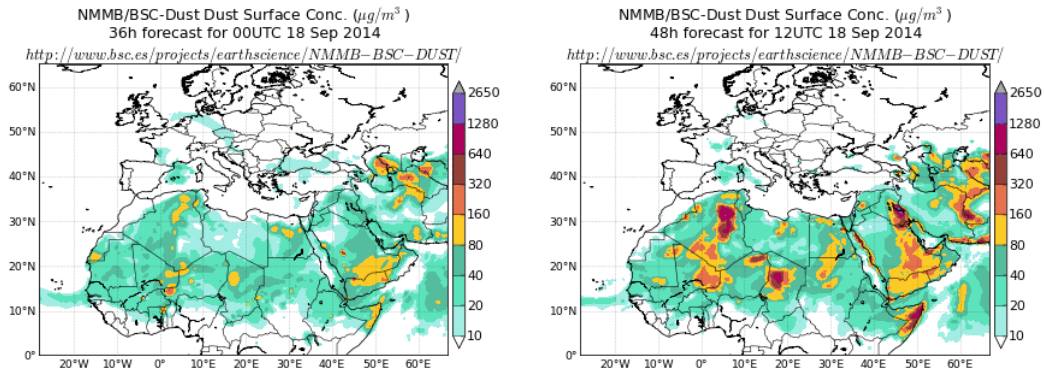 NMMB/BSC-Dust Dust Surface Conc. (μg/m³ )
36h forecast for 00UTC 18 Sep 2014
http://www.bsc.es/projects/earthscience/NMMB−BSC−DUST/
60°N
50°N
40°N
30°N
20°N
10°N
0°
20°W 10°W 0° 10°E 20°E 30°E 40°E 50°E 60°E
2650
1280
640
320
160
80
40
20
10
NMMB/BSC-Dust Dust Surface Conc. (μg/m³ )
48h forecast for 12UTC 18 Sep 2014
http://www.bsc.es/projects/earthscience/NMMB−BSC−DUST/
60°N
50°N
40°N
30°N
20°N
10°N
0°
20°W 10°W 0° 10°E 20°E 30°E 40°E 50°E 60°E
2650
1280
640
320
160
80
40
20
10